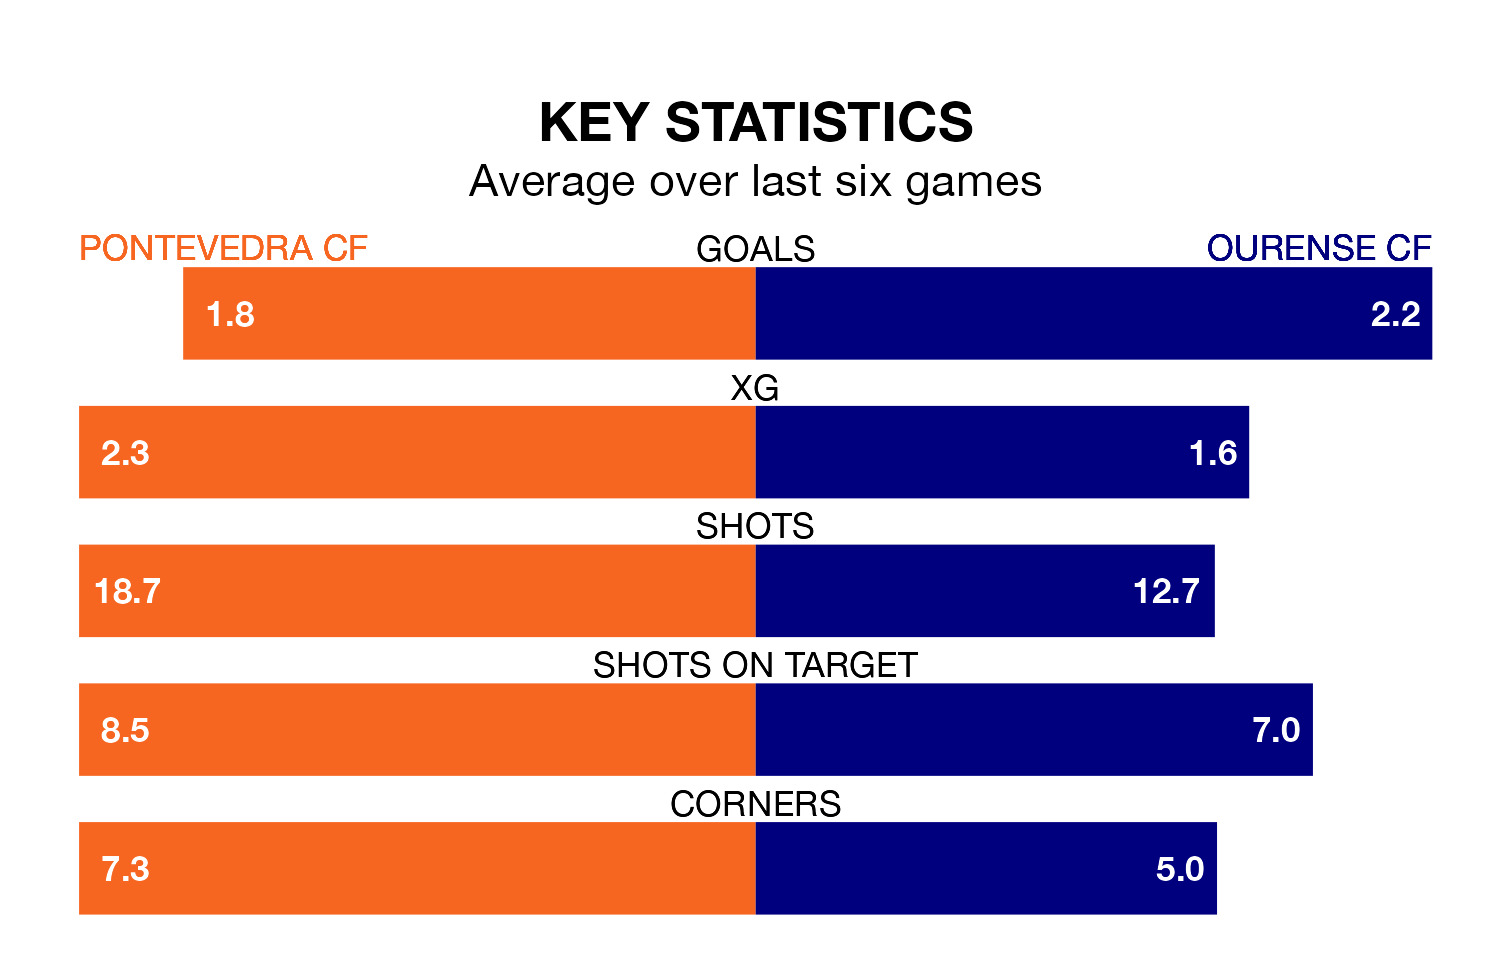 KEY STATISTICS
Average over last six games
PONTEVEDRA CF GOALS OURENSE CF
1.8 2.2
XG
2.3 1.6
SHOTS
18.7 12.7
SHOTS ON TARGET
8.5 7.0
CORNERS
7.3 5.0